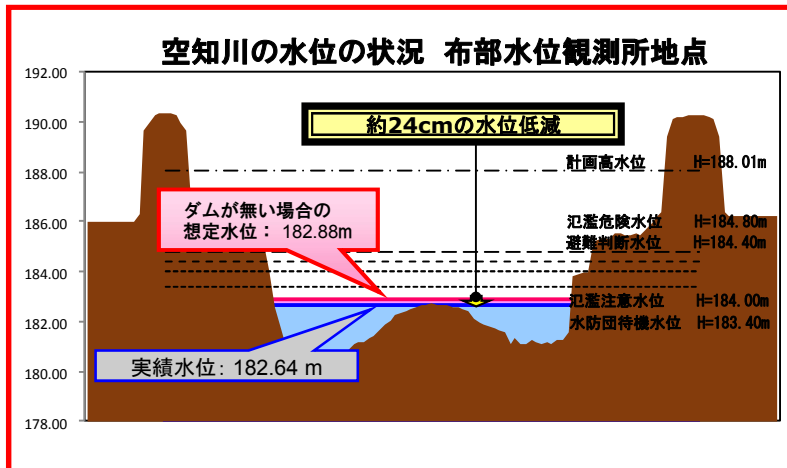 空知川の水位の状況 布部水位観測所地点
192.00
190.00
188.00
186.00
184.00
182.00
180.00
178.00
約24cmの水位低減
計画高水位 H=188.01m
ダムが無い場合の
想定水位： 182.88m
氾濫危険水位 H=184.80m
避難判断水位 H=184.40m
氾濫注意水位 H=184.00m
水防団待機水位 H=183.40m
実績水位： 182.64 m